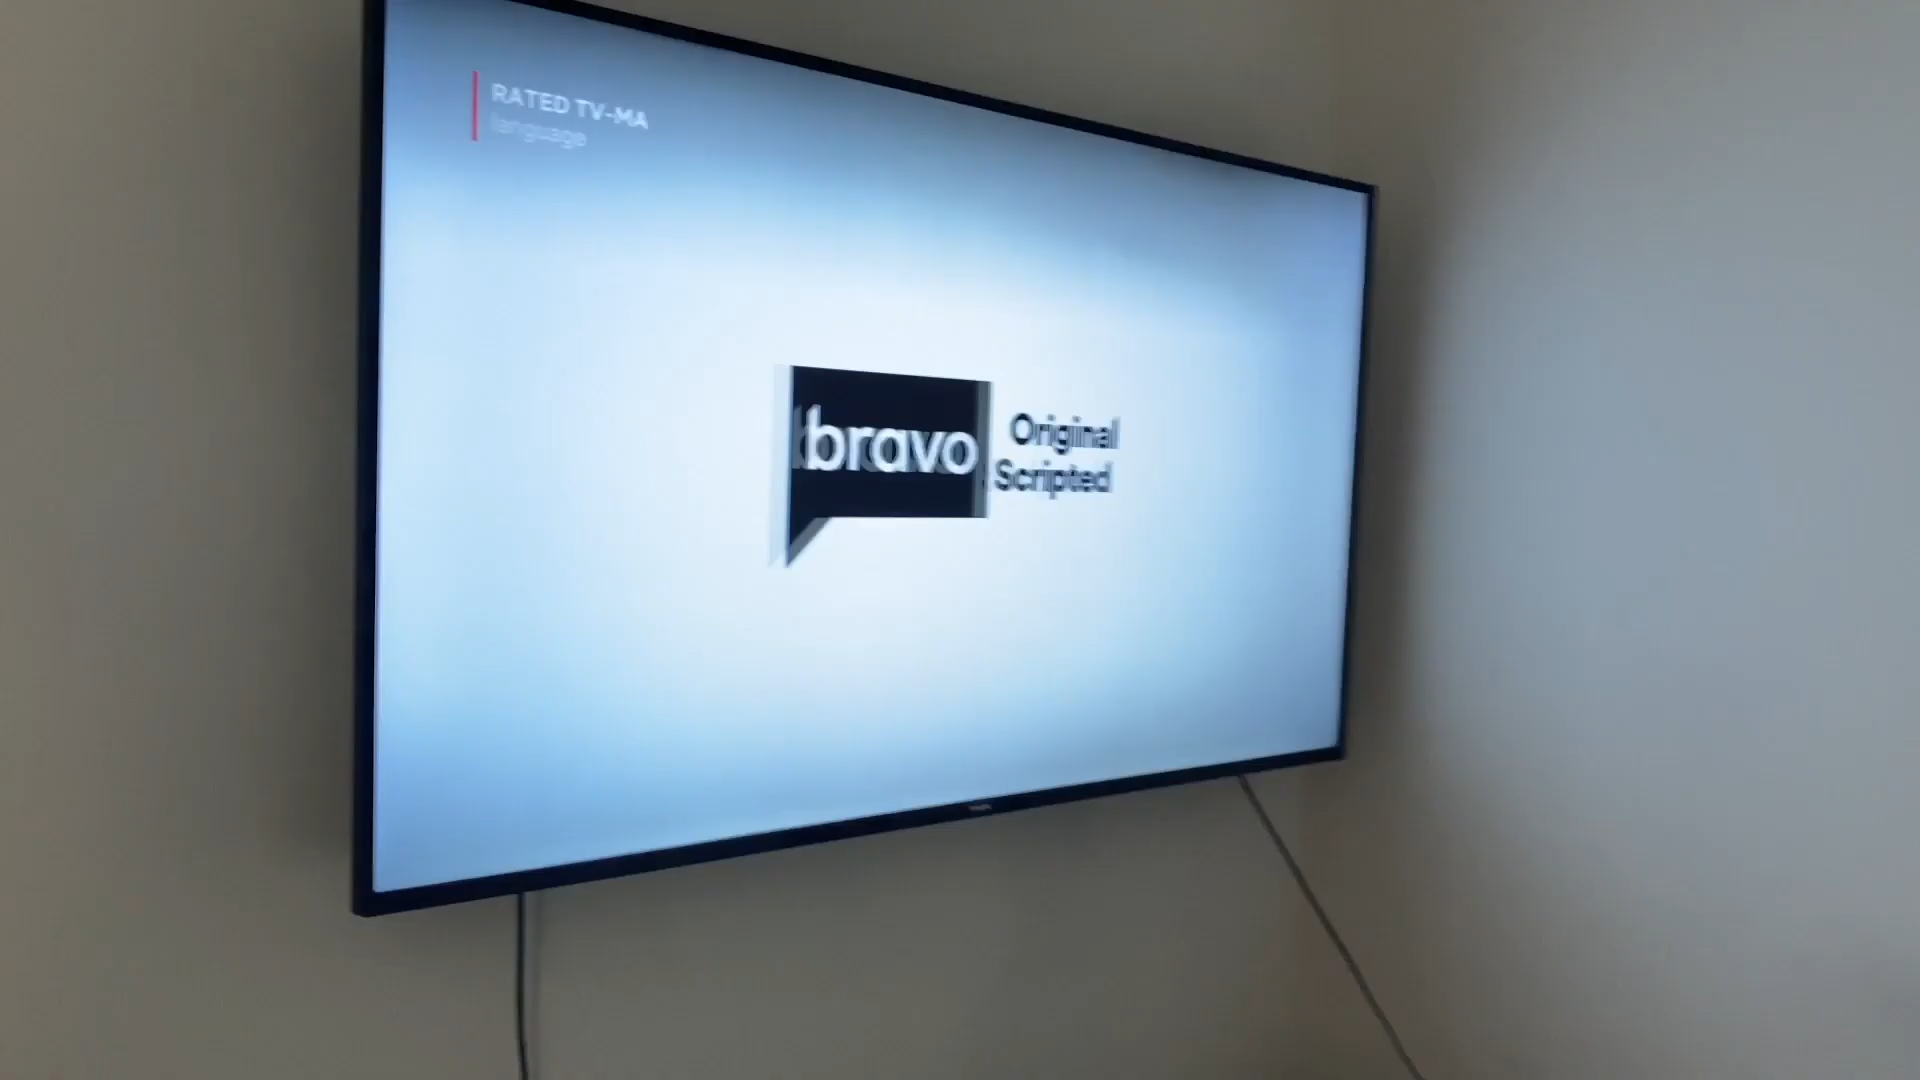 RATED TV-MA
language
bravo
Original
Scripted